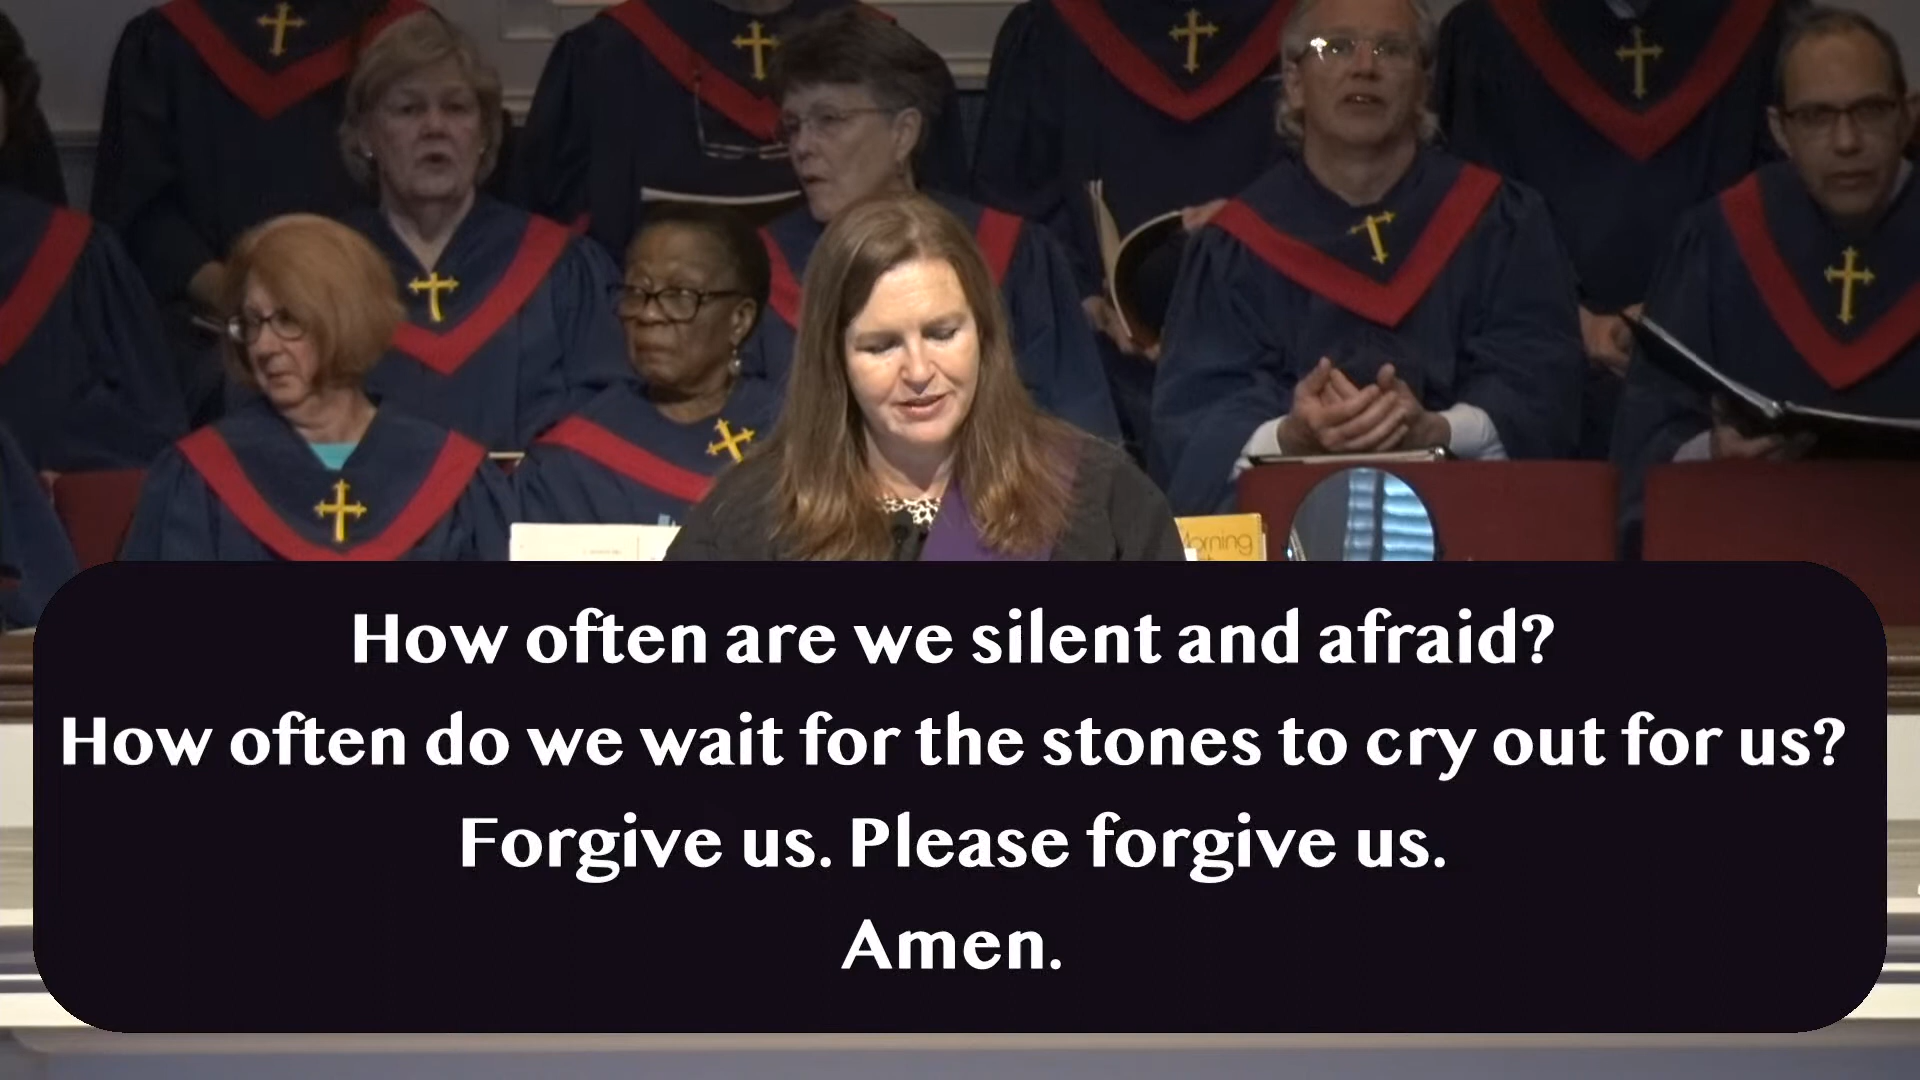 Morning
How often are we silent and afraid?
How often do we wait for the stones to cry out for us?
Forgive us. Please forgive us.
Amen.